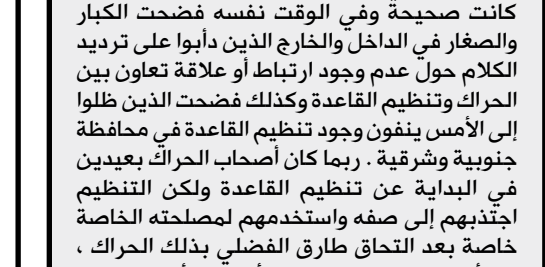 كانت صحيحةً وفي الوقت نفسه فضحت الكبار
والصغار في الداخل والخارج الذين دأبوا على ترديد
الكلام حول عدم وجود ارتباط أو علاقة تعاون بين
الحراك وتنظيم القاعدة وكذلك فضحت الذين ظلوا
إلى الأمس ينفون وجود تنظيم القاعدة في محافظة
جنوبية وشرقية . ربما كان أصحاب الحراك بعيدين
في البداية عن تنظيم القاعدة ولكن التنظيم
اجتذبهم إلى صفه واستخدمهم لمصلحته الخاصة
خاصة بعد التحاق طارق الفضلي بذلك الحراك ،